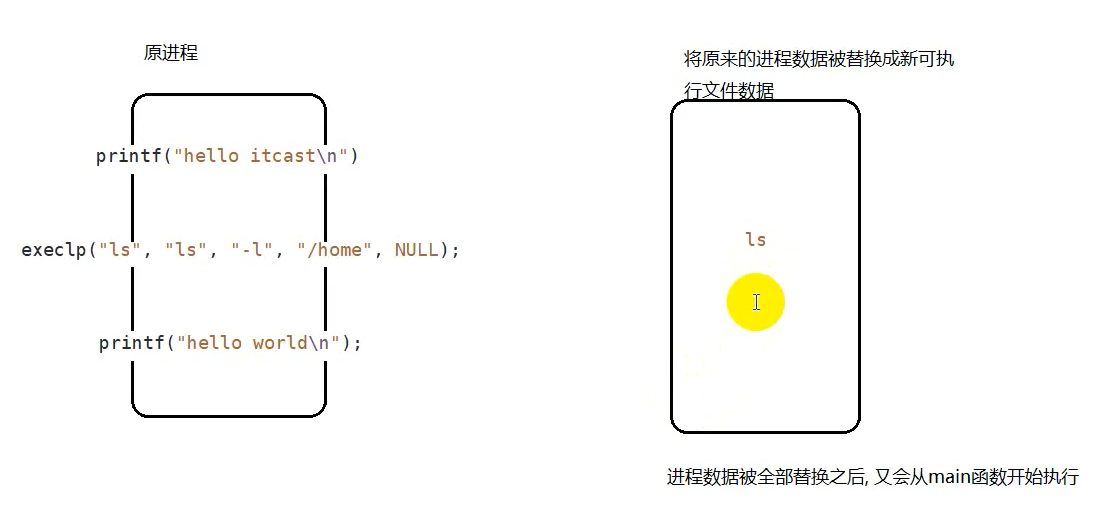 原进程
printf("hello itcast\n")
execlp("ls", "ls", "-l", "/home", NULL);
printf("hello world\n");
将原来的进程数据被替换成新可执
行文件数据
ls
进程数据被全部替换之后, 又会从main函数开始执行